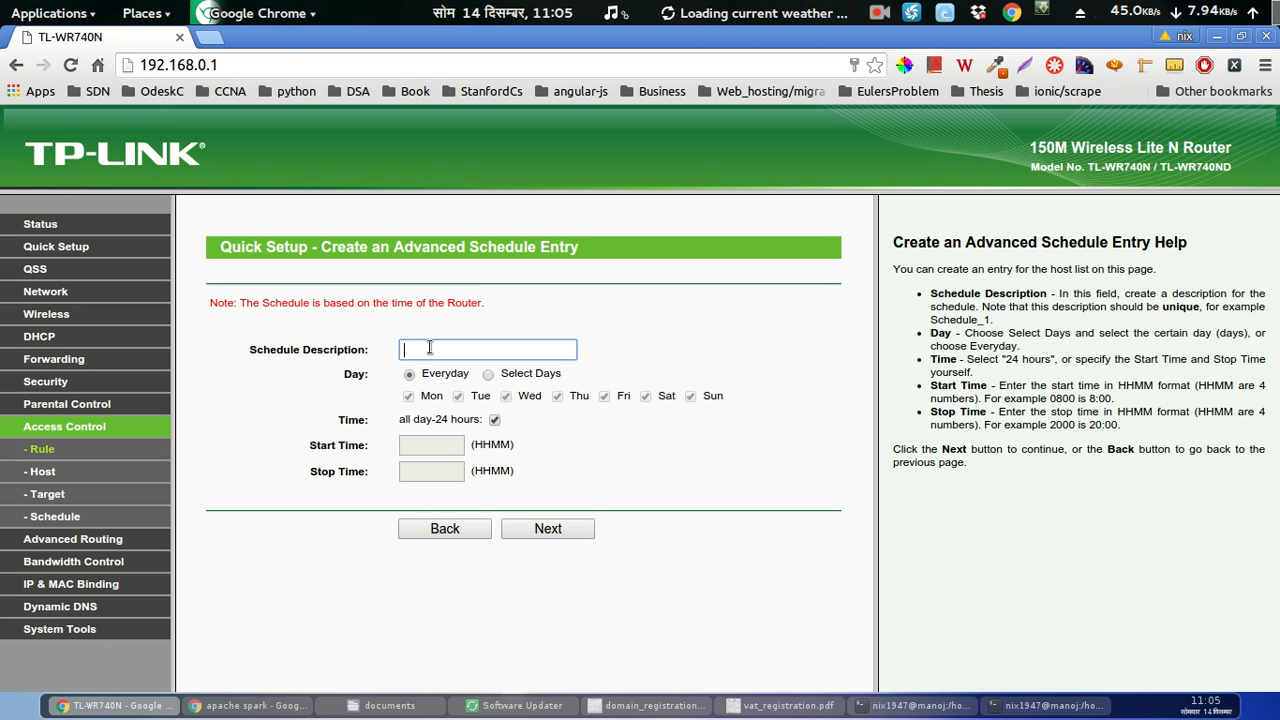 Applications Places Google Chrome सोम 14 दिसम्बर, 11:05 Loading current weather ... 45.0KB/s 7.94KB/s
TL-WR740N nix
192.168.0.1
Apps SDN OdeskC CCNA python DSA Book StanfordCs angular-js Business Web_hosting/migra EulersProblem Thesis ionic/scrape Other bookmarks
TP-LINK®
150M Wireless Lite N Router
Model No. TL-WR740N / TL-WR740ND
Status
Quick Setup
QSS
Network
Wireless
DHCP
Forwarding
Security
Parental Control
Access Control
- Rule
- Host
- Target
- Schedule
Advanced Routing
Bandwidth Control
IP & MAC Binding
Dynamic DNS
System Tools
Quick Setup - Create an Advanced Schedule Entry
Note: The Schedule is based on the time of the Router.
Schedule Description:
Day: Everyday Select Days
Mon Tue Wed Thu Fri Sat Sun
Time: all day-24 hours:
Start Time: (HHMM)
Stop Time: (HHMM)
Back Next
Create an Advanced Schedule Entry Help
You can create an entry for the host list on this page.
• Schedule Description - In this field, create a description for the
schedule. Note that this description should be unique, for example
Schedule_1.
• Day - Choose Select Days and select the certain day (days), or
choose Everyday.
• Time - Select "24 hours", or specify the Start Time and Stop Time
yourself.
• Start Time - Enter the start time in HHMM format (HHMM are 4
numbers). For example 0800 is 8:00.
• Stop Time - Enter the stop time in HHMM format (HHMM are 4
numbers). For example 2000 is 20:00.
Click the Next button to continue, or the Back button to go back to the
previous page.
TL-WR740N - Google ... apache spark - Goog... documents Software Updater domain_registration... vat_registration.pdf nix1947@manoj:/ho... nix1947@manoj:/ho... 11:05
सोमवार 14 दिसम्बर